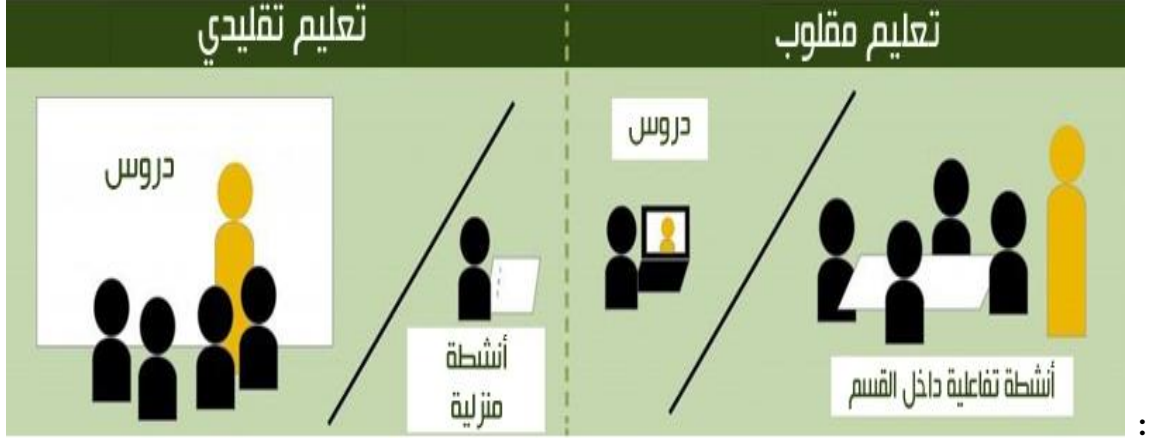 تعليم مقلوب
تعليم تقليدي
دروس
أنشطة تفاعلية داخل القسم
دروس
أنشطة
منزلية
: